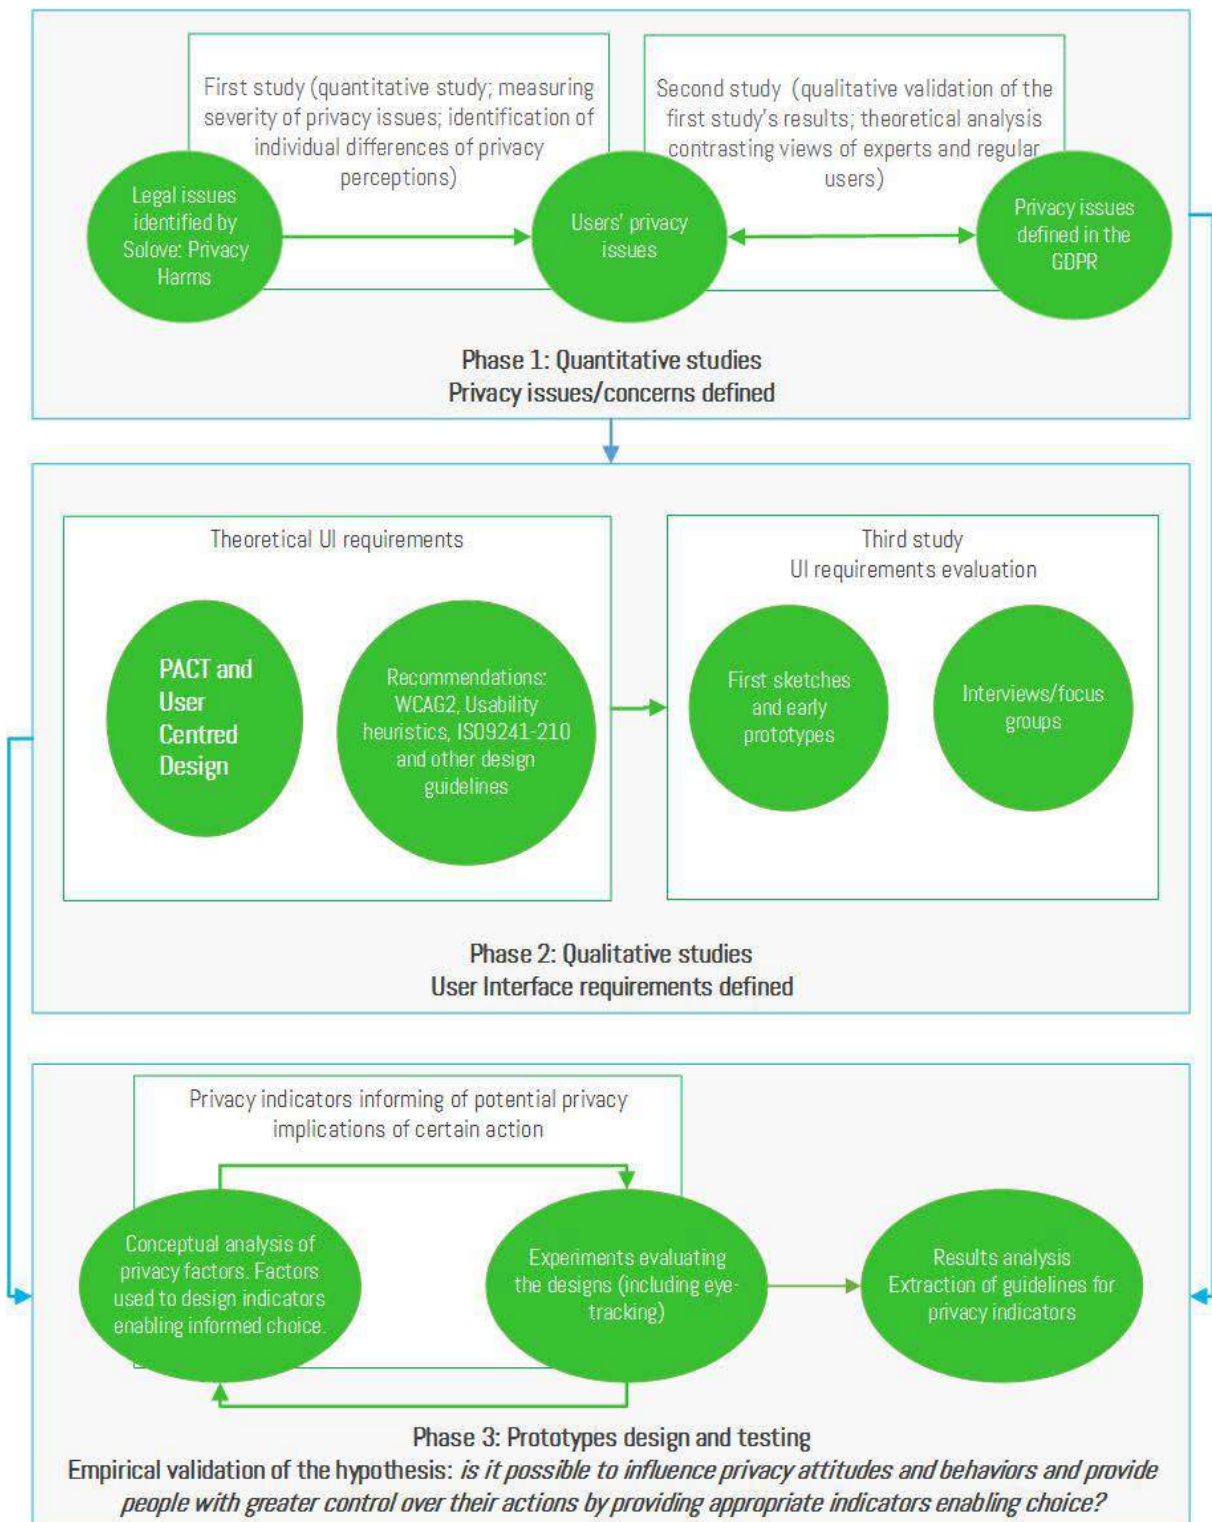 First study (quantitative study; measuring
severity of privacy issues; identification of
individual differences of privacy
perceptions)
Second study (qualitative validation of the
first study's results; theoretical analysis
contrasting views of experts and regular
users)
Legal issues
identified by
Solove: Privacy
Harms
Users' privacy
issues
Privacy issues
defined in the
GDPR
Phase 1: Quantitative studies
Privacy issues/concerns defined
Theoretical UI requirements
PACT and
User
Centred
Design
Recommendations:
WCAG2, Usability
heuristics, ISO9241-210
and other design
guidelines
Third study
UI requirements evaluation
First sketches
and early
prototypes
Interviews/focus
groups
Phase 2: Qualitative studies
User Interface requirements defined
Privacy indicators informing of potential privacy
implications of certain action
Conceptual analysis of
privacy factors. Factors
used to design indicators
enabling informed choice.
Experiments evaluating
the designs (including eye-
tracking)
Results analysis
Extraction of guidelines for
privacy indicators
Phase 3: Prototypes design and testing
Empirical validation of the hypothesis: is it possible to influence privacy attitudes and behaviors and provide
people with greater control over their actions by providing appropriate indicators enabling choice?